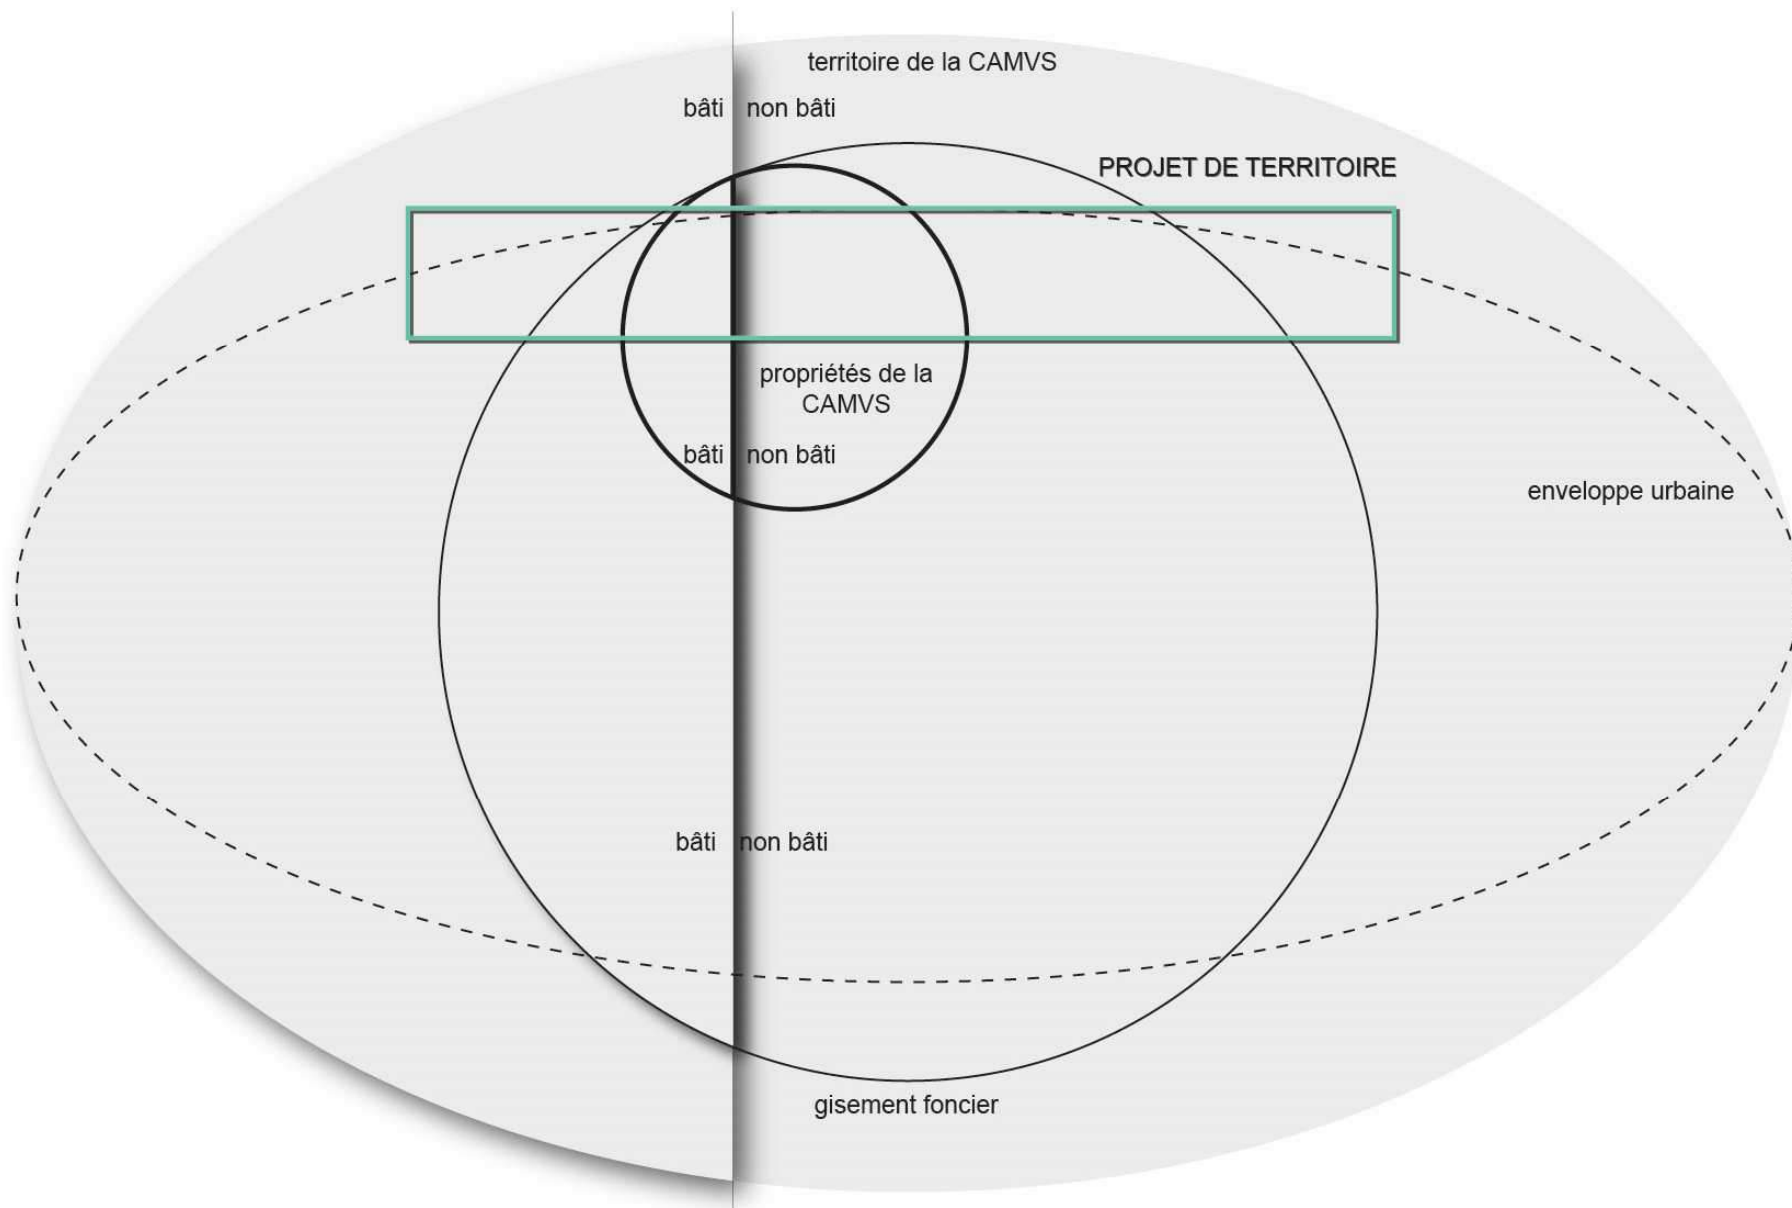 territoire de la CAMVS
bâti non bâti
PROJET DE TERRITOIRE
propriétés de la
CAMVS
bâti non bâti
enveloppe urbaine
bâti non bâti
gisement foncier